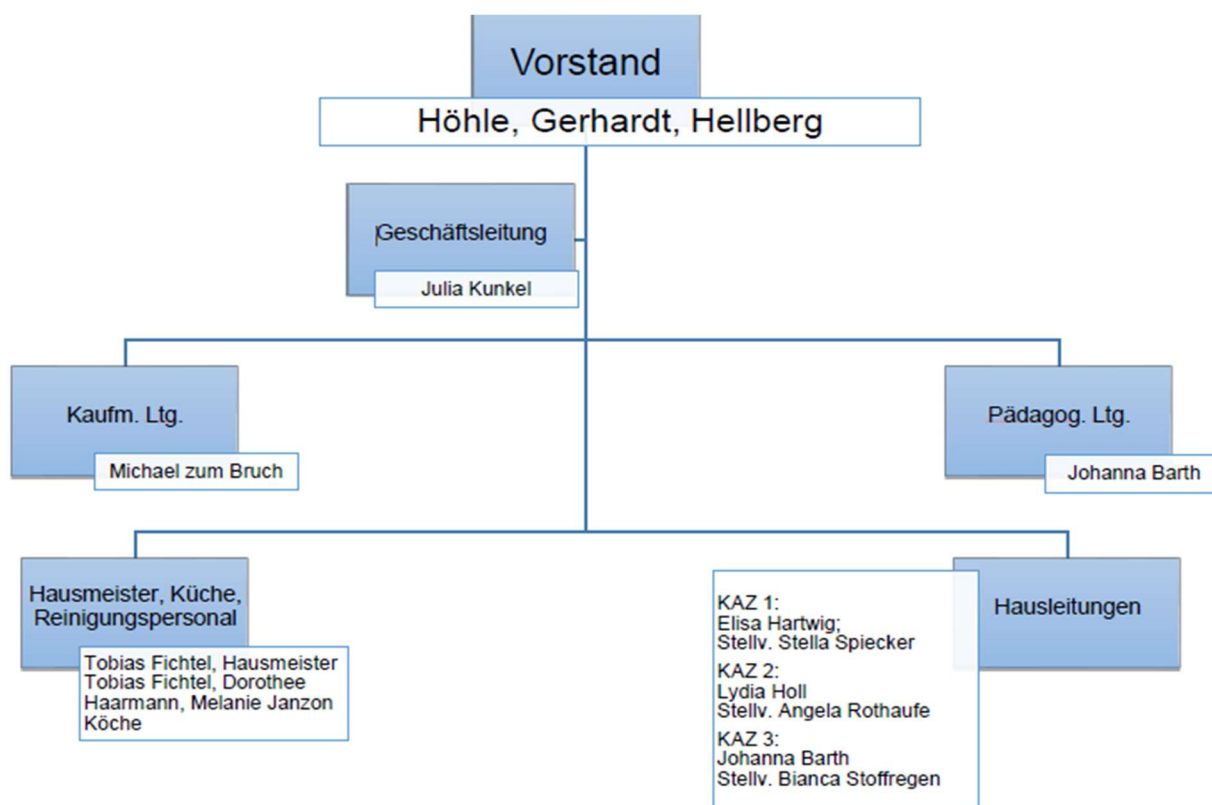 Vorstand
Höhle, Gerhardt, Hellberg
Geschäftsleitung
Julia Kunkel
Kaufm. Ltg.
Michael zum Bruch
Pädagog. Ltg.
Johanna Barth
Hausmeister, Küche,
Reinigungspersonal
Tobias Fichtel, Hausmeister
Tobias Fichtel, Dorothee
Haarmann, Melanie Janzon
Köche
Hausleitungen
KAZ 1:
Elisa Hartwig;
Stellv. Stella Spiecker
KAZ 2:
Lydia Holl
Stellv. Angela Rothaufe
KAZ 3:
Johanna Barth
Stellv. Bianca Stoffregen